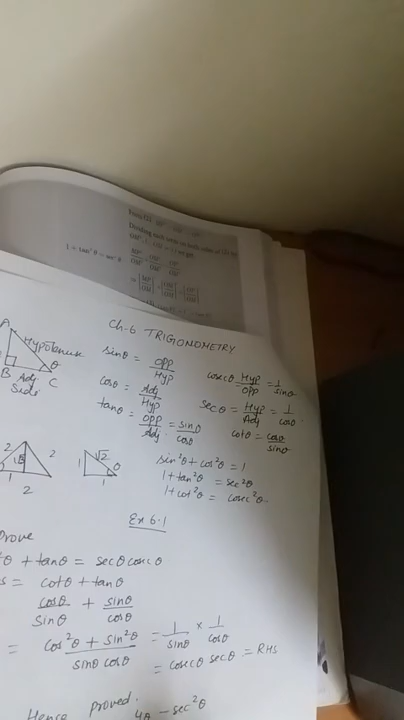 1 + tan² θ = sec² θ
Ch-6 TRIGONOMETRY
A
Hypotenuse
θ
B Adj C
Side
sinθ = Opp/Hyp
cosecθ Hyp/Opp = 1/sinθ
cosθ = Adj/Hyp
secθ = Hyp/Adj = 1/cosθ
tanθ = Opp/Adj = sinθ/cosθ
cotθ = cosθ/sinθ
2 2
1
2
1 √2 θ
1
sin²θ + cos²θ = 1
1 + tan²θ = sec²θ
1 + cot²θ = cosec²θ
Ex 6.1
rove
θ + tanθ = secθ cosecθ
S = cotθ + tanθ
cosθ/sinθ + sinθ/cosθ
= cos²θ + sin²θ/sinθ cosθ = 1/sinθ × 1/cosθ
= cosecθ secθ = RHS
Hence proved.
θ - sec²θ